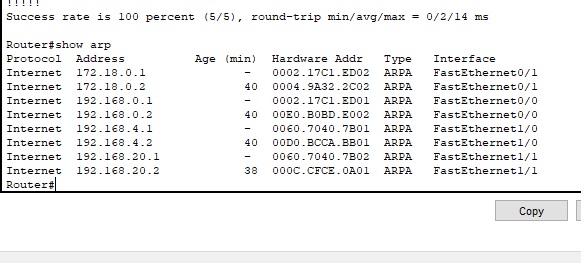 !!!!!
Success rate is 100 percent (5/5), round-trip min/avg/max = 0/2/14 ms
Router#show arp
Protocol  Address          Age (min)  Hardware Addr   Type   Interface
Internet  172.18.0.1              -   0002.17C1.ED02  ARPA   FastEthernet0/1
Internet  172.18.0.2              40  0004.9A32.2C02  ARPA   FastEthernet0/1
Internet  192.168.0.1             -   0002.17C1.ED01  ARPA   FastEthernet0/0
Internet  192.168.0.2             40  00E0.B0BD.E002  ARPA   FastEthernet0/0
Internet  192.168.4.1             -   0060.7040.7B01  ARPA   FastEthernet1/0
Internet  192.168.4.2             40  00D0.BCCA.BB01  ARPA   FastEthernet1/0
Internet  192.168.20.1            -   0060.7040.7B02  ARPA   FastEthernet1/1
Internet  192.168.20.2            38  000C.CFCE.0A01  ARPA   FastEthernet1/1
Router#
Copy